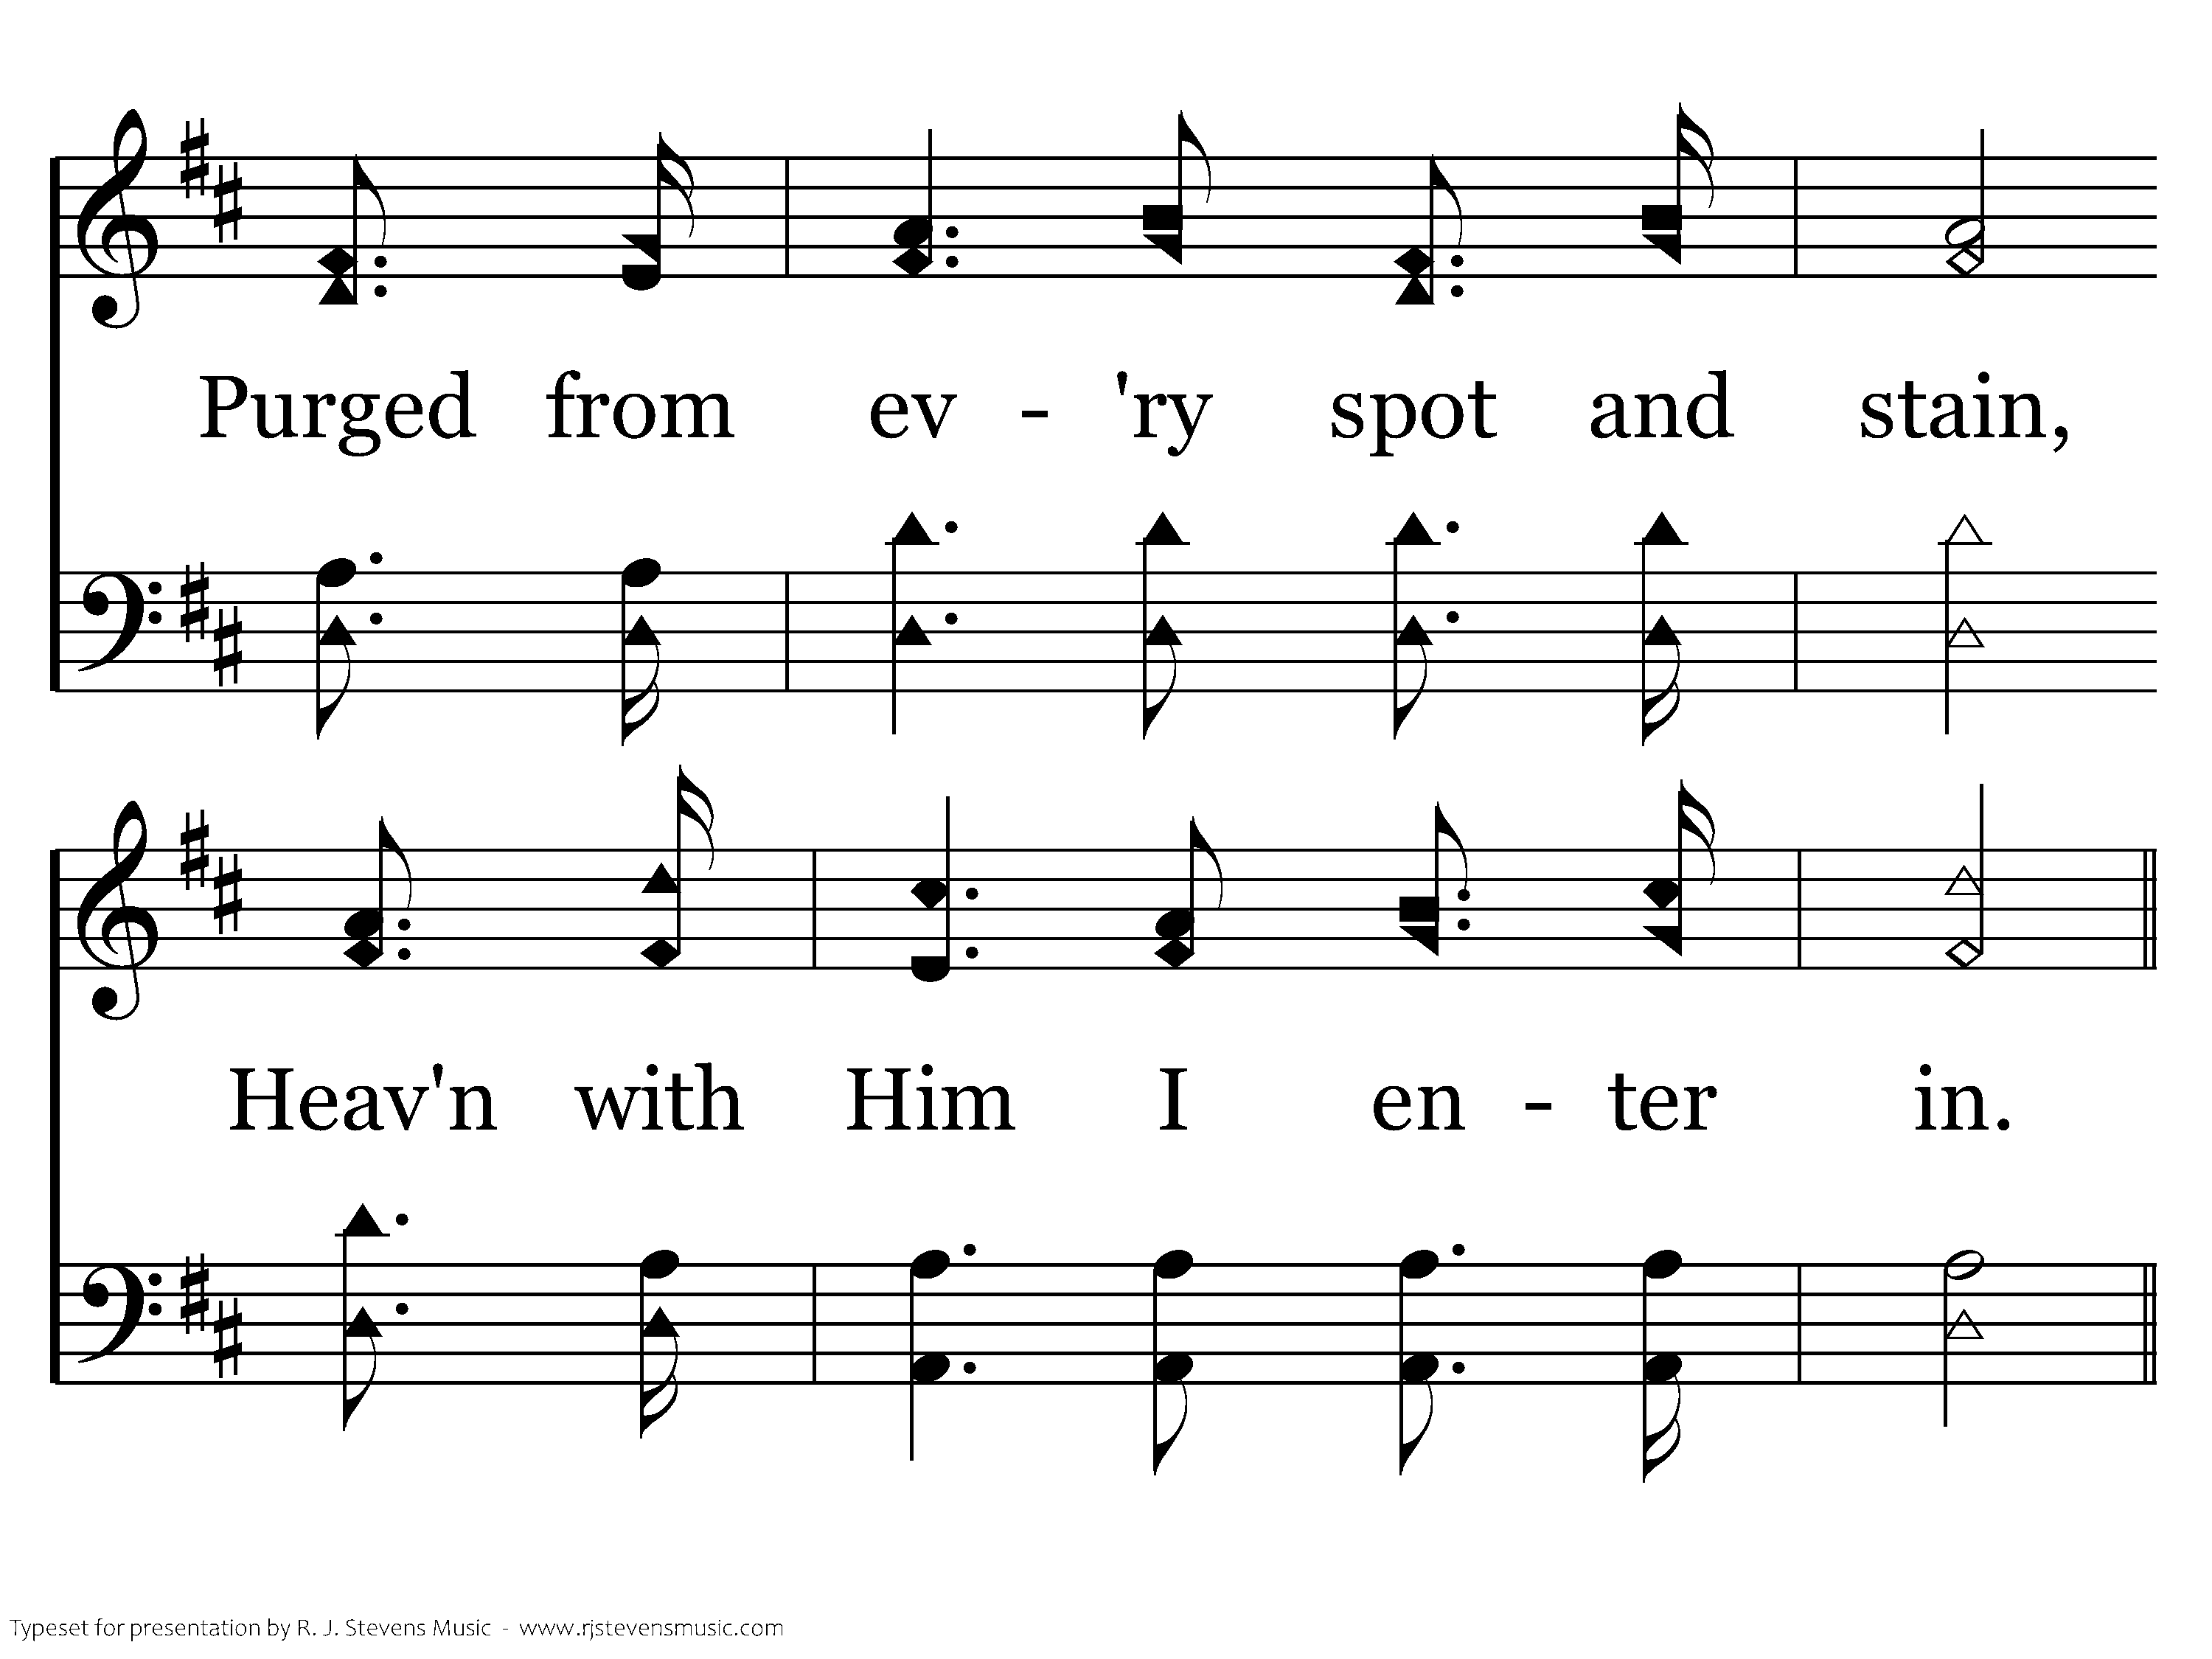 Purged from ev - 'ry spot and stain,
Heav'n with Him I en - ter in.
Typeset for presentation by R. J. Stevens Music - www.rjstevensmusic.com